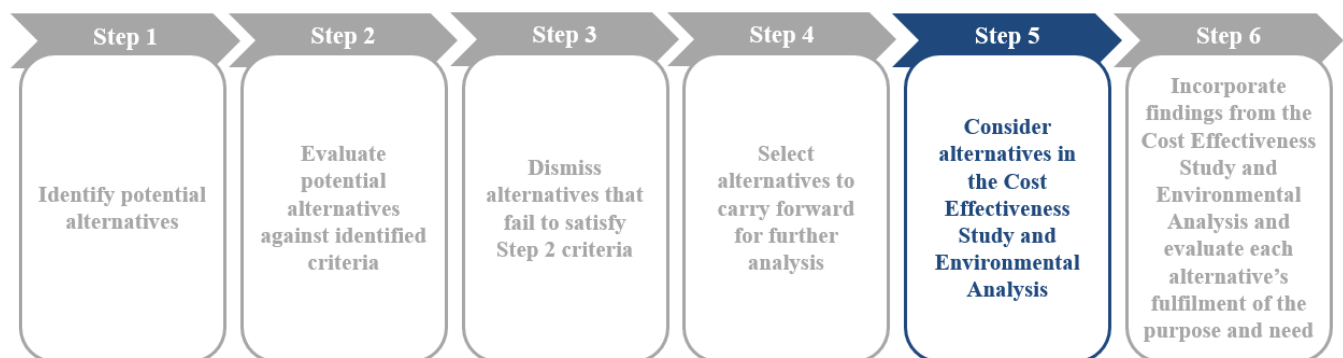 Step 1
Identify potential
alternatives
Step 2
Evaluate
potential
alternatives
against identified
criteria
Step 3
Dismiss
alternatives that
fail to satisfy
Step 2 criteria
Step 4
Select
alternatives to
carry forward
for further
analysis
Step 5
Consider
alternatives in
the Cost
Effectiveness
Study and
Environmental
Analysis
Step 6
Incorporate
findings from the
Cost Effectiveness
Study and
Environmental
Analysis and
evaluate each
alternative’s
fulfilment of the
purpose and need